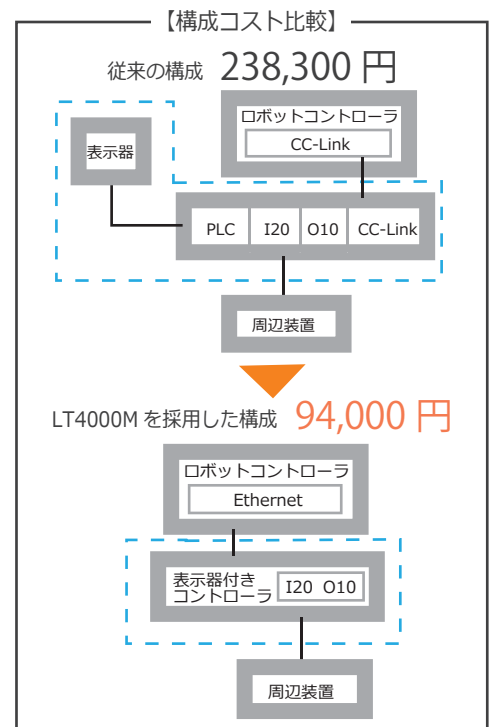 【構成コスト比較】
従来の構成 238,300 円
ロボットコントローラ
CC-Link
表示器
PLC I20 O10 CC-Link
周辺装置
LT4000M を採用した構成 94,000 円
ロボットコントローラ
Ethernet
表示器付き
コントローラ I20 O10
周辺装置